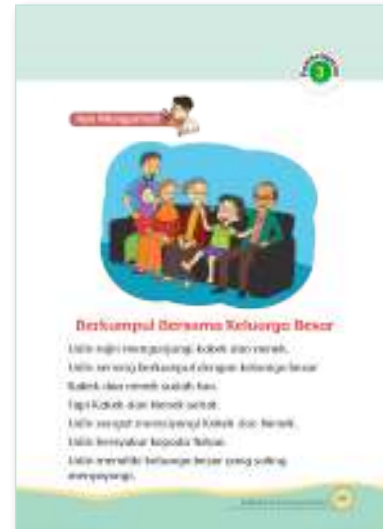 Pembelajaran
3
Ayo Mengamati
Berkumpul Bersama Keluarga Besar
Udin rajin mengunjungi kakek dan nenek.
Udin senang berkumpul dengan keluarga besar.
Kakek dan nenek sudah tua.
Tapi Kakek dan Nenek sehat.
Udin sangat menyayangi Kakek dan Nenek.
Udin bersyukur kepada Tuhan.
Udin memiliki keluarga besar yang saling
menyayangi.